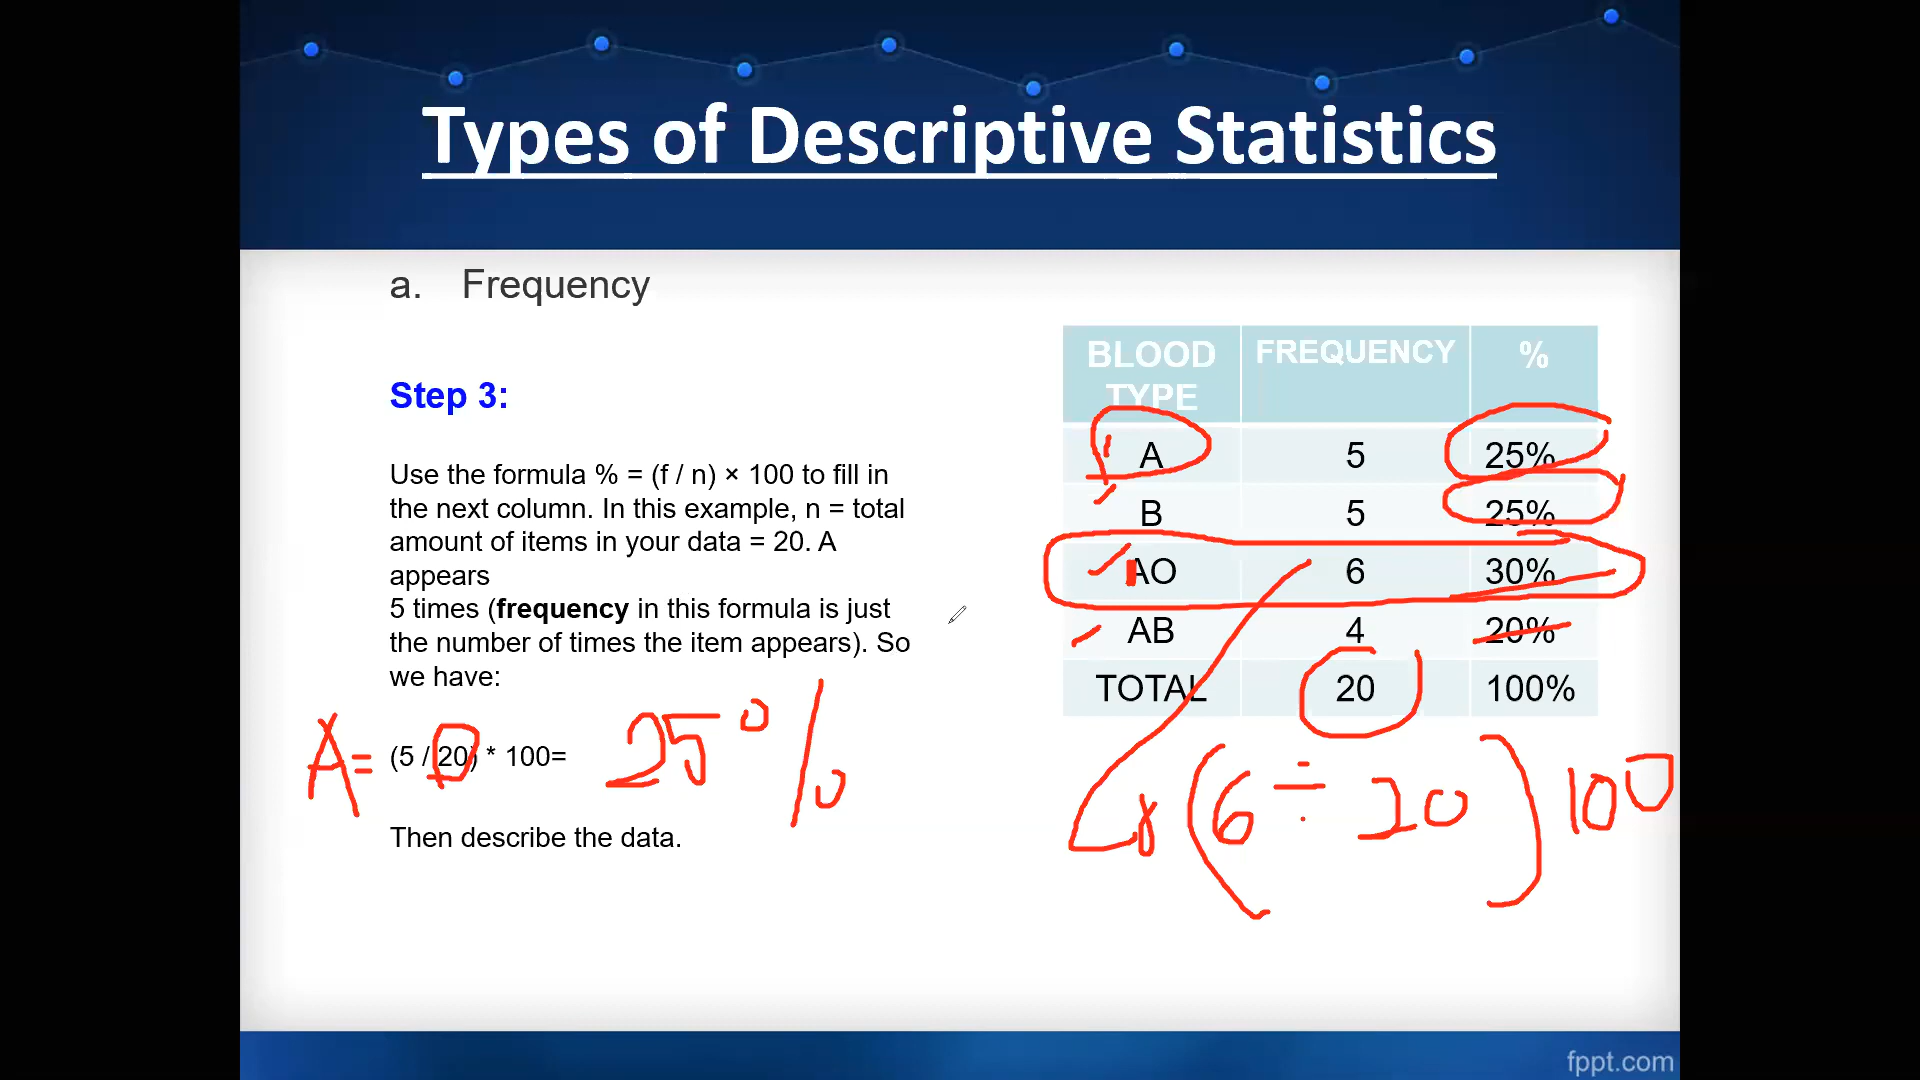 Types of Descriptive Statistics
a. Frequency
Step 3:
Use the formula % = (f / n) × 100 to fill in
the next column. In this example, n = total
amount of items in your data = 20. A
appears
5 times (frequency in this formula is just
the number of times the item appears). So
we have:
A= (5 / 20) * 100= 25%
Then describe the data.
BLOOD TYPE FREQUENCY %
A 5 25%
B 5 25%
AO 6 30%
AB 4 20%
TOTAL 20 100%
(6 ÷ 20) 100
fppt.com